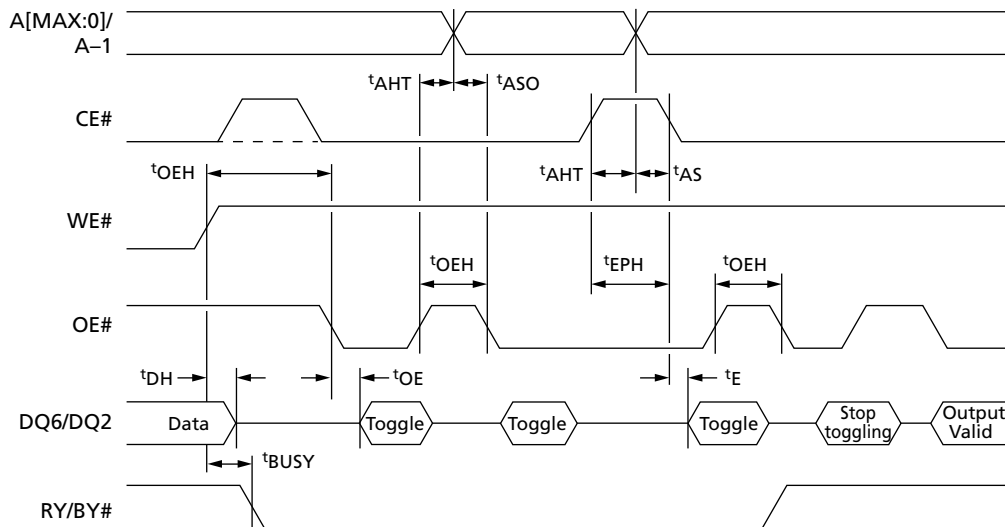 A[MAX:0]/
A–1
tAHT
tASO
CE#
tOEH
tAHT
tAS
WE#
tOEH
tEPH
tOEH
OE#
tDH
tOE
tE
DQ6/DQ2
Data
Toggle
Toggle
Toggle
Stop
toggling
Output
Valid
tBUSY
RY/BY#